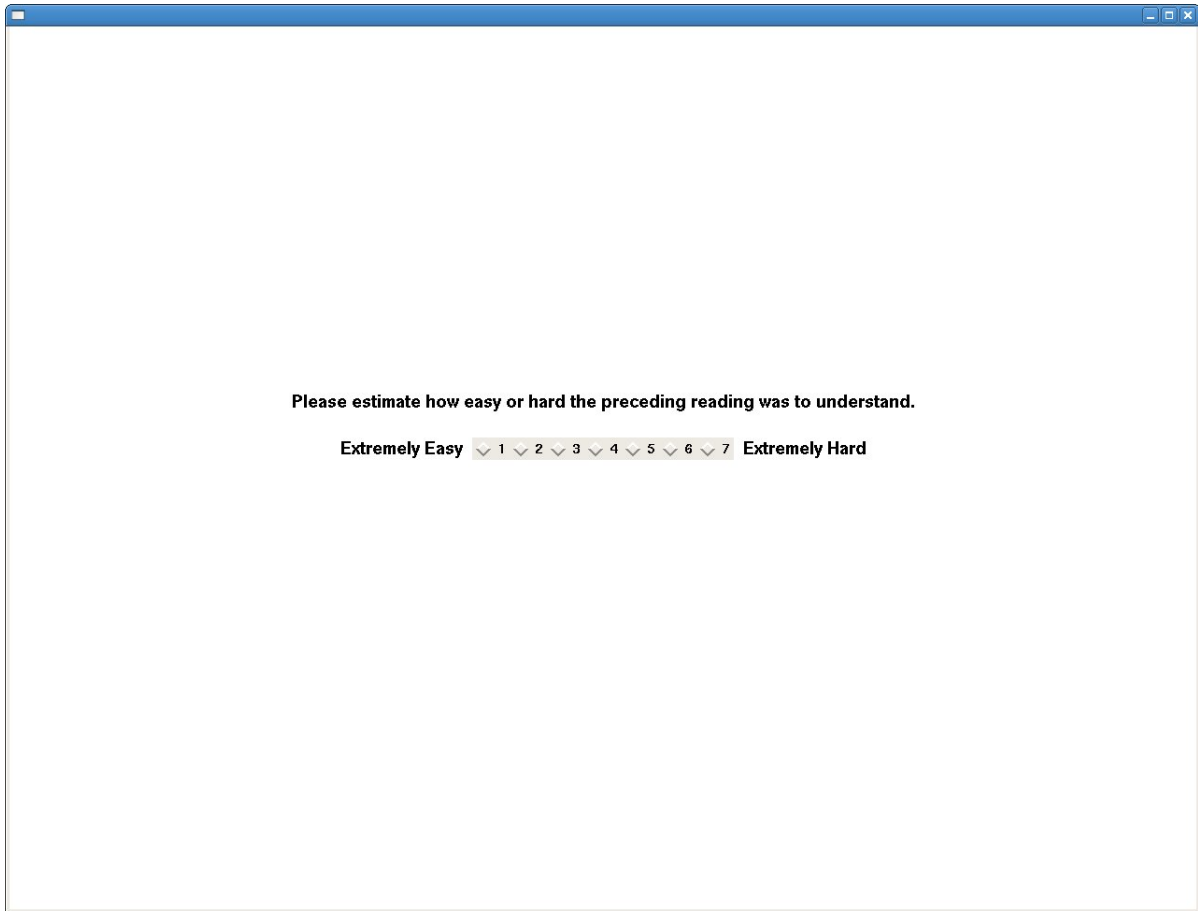 Please estimate how easy or hard the preceding reading was to understand.
Extremely Easy 1 2 3 4 5 6 7 Extremely Hard